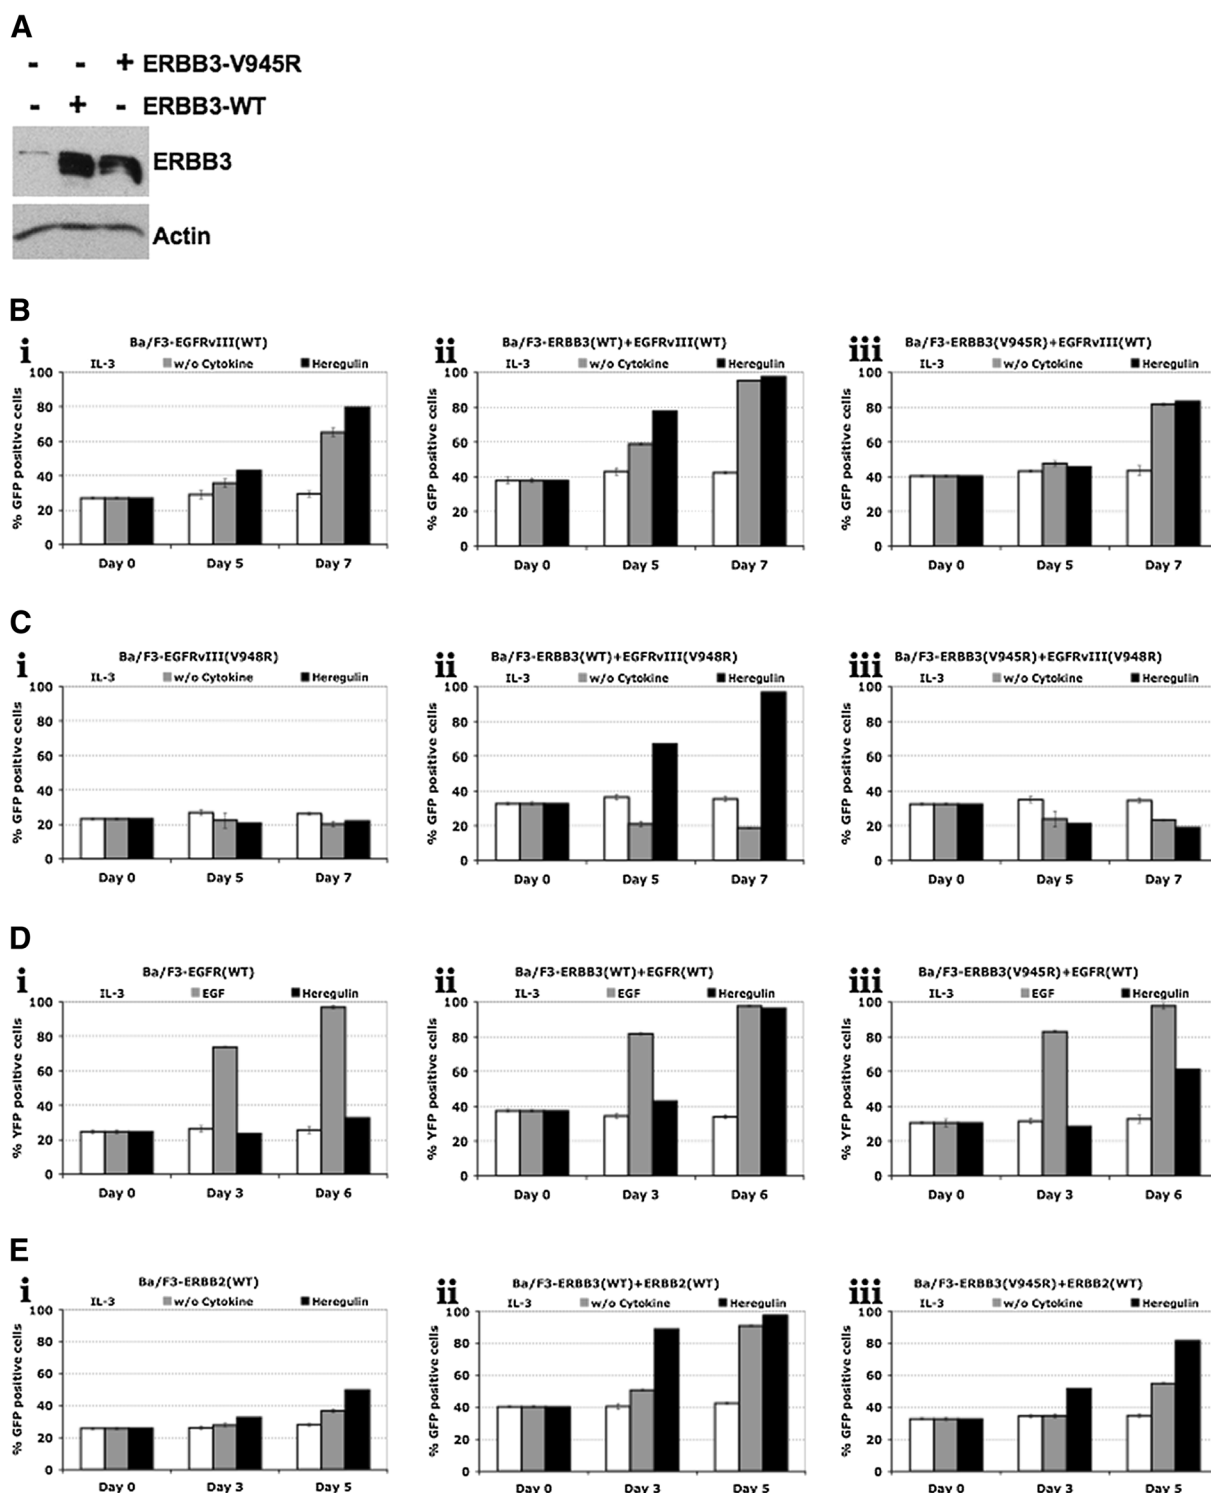 A
- - + ERBB3-V945R
- + - ERBB3-WT
ERBB3
Actin
B
i
Ba/F3-EGFRvIII(WT)
IL-3 w/o Cytokine Heregulin
% GFP positive cells
100
80
60
40
20
0
Day 0 Day 5 Day 7
ii
Ba/F3-ERBB3(WT)+EGFRvIII(WT)
IL-3 w/o Cytokine Heregulin
% GFP positive cells
100
80
60
40
20
0
Day 0 Day 5 Day 7
iii
Ba/F3-ERBB3(V945R)+EGFRvIII(WT)
IL-3 w/o Cytokine Heregulin
% GFP positive cells
100
80
60
40
20
0
Day 0 Day 5 Day 7
C
i
Ba/F3-EGFRvIII(V948R)
IL-3 w/o Cytokine Heregulin
% GFP positive cells
100
80
60
40
20
0
Day 0 Day 5 Day 7
ii
Ba/F3-ERBB3(WT)+EGFRvIII(V948R)
IL-3 w/o Cytokine Heregulin
% GFP positive cells
100
80
60
40
20
0
Day 0 Day 5 Day 7
iii
Ba/F3-ERBB3(V945R)+EGFRvIII(V948R)
IL-3 w/o Cytokine Heregulin
% GFP positive cells
100
80
60
40
20
0
Day 0 Day 5 Day 7
D
i
Ba/F3-EGFR(WT)
IL-3 EGF Heregulin
% YFP positive cells
100
80
60
40
20
0
Day 0 Day 3 Day 6
ii
Ba/F3-ERBB3(WT)+EGFR(WT)
IL-3 EGF Heregulin
% YFP positive cells
100
80
60
40
20
0
Day 0 Day 3 Day 6
iii
Ba/F3-ERBB3(V945R)+EGFR(WT)
IL-3 EGF Heregulin
% YFP positive cells
100
80
60
40
20
0
Day 0 Day 3 Day 6
E
i
Ba/F3-ERBB2(WT)
IL-3 w/o Cytokine Heregulin
% GFP positive cells
100
80
60
40
20
0
Day 0 Day 3 Day 5
ii
Ba/F3-ERBB3(WT)+ERBB2(WT)
IL-3 w/o Cytokine Heregulin
% GFP positive cells
100
80
60
40
20
0
Day 0 Day 3 Day 5
iii
Ba/F3-ERBB3(V945R)+ERBB2(WT)
IL-3 w/o Cytokine Heregulin
% GFP positive cells
100
80
60
40
20
0
Day 0 Day 3 Day 5